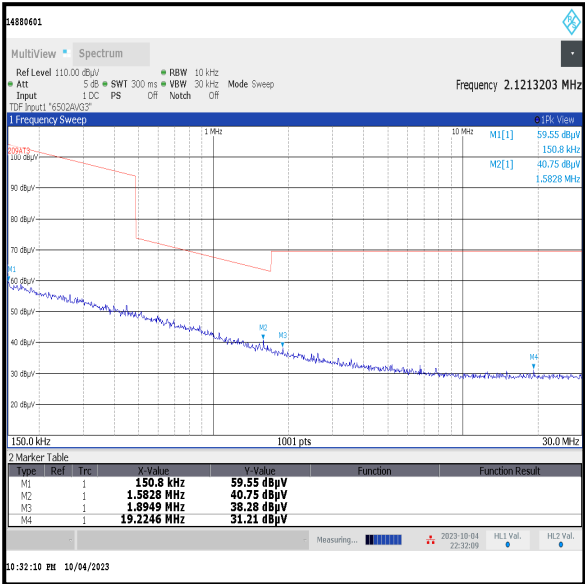 14880601
MultiView Spectrum
Ref Level 110.00 dBµV RBW 10 kHz
Att 5 dB SWT 300 ms VBW 30 kHz Mode Sweep Frequency 2.1213203 MHz
Input 1 DC PS Off Notch Off
TDF Input1 "6502AVG3"
1 Frequency Sweep 1Pk View
1 MHz 10 MHz M1[1] 59.55 dBµV
209AT3 150.8 kHz
100 dBµV M2[1] 40.75 dBµV
1.5828 MHz
90 dBµV
80 dBµV
70 dBµV
M1
60 dBµV
50 dBµV
M2 M3
40 dBµV
M4
30 dBµV
20 dBµV
150.0 kHz 1001 pts 30.0 MHz
2 Marker Table
Type Ref Trc X-Value Y-Value Function Function Result
M1 1 150.8 kHz 59.55 dBµV
M2 1 1.5828 MHz 40.75 dBµV
M3 1 1.8949 MHz 38.28 dBµV
M4 1 19.2246 MHz 31.21 dBµV
Measuring... 2023-10-04 22:32:09 HL1 Val. HL2 Val.
10:32:10 PM 10/04/2023